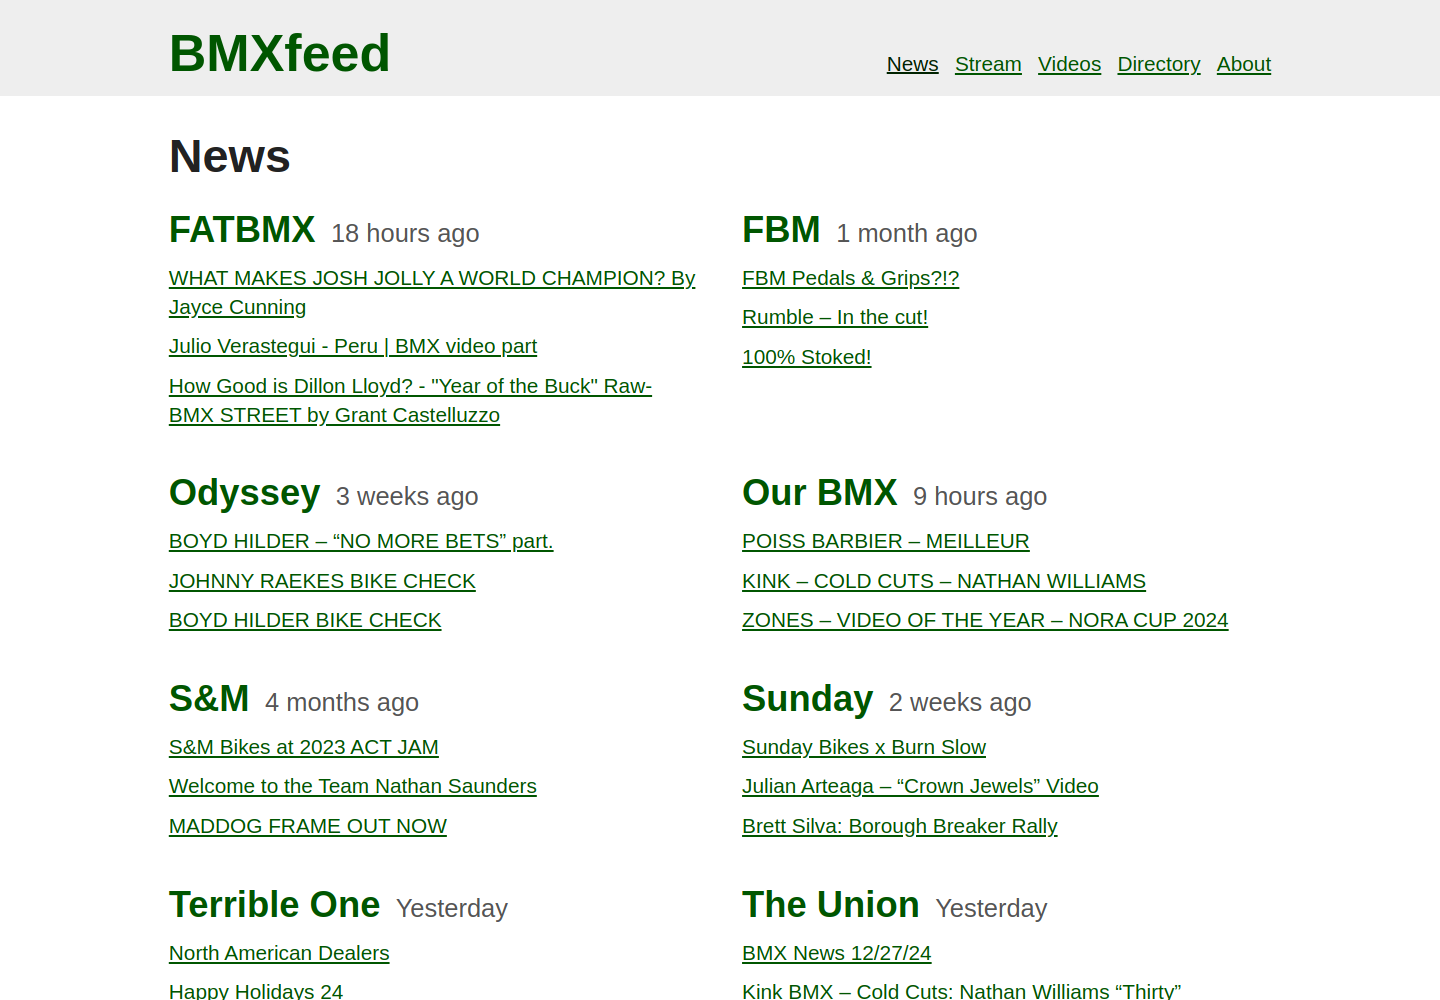 BMXfeed
News Stream Videos Directory About
News
FATBMX 18 hours ago
WHAT MAKES JOSH JOLLY A WORLD CHAMPION? By
Jayce Cunning
Julio Verastegui - Peru | BMX video part
How Good is Dillon Lloyd? - "Year of the Buck" Raw-
BMX STREET by Grant Castelluzzo
FBM 1 month ago
FBM Pedals & Grips?!?
Rumble – In the cut!
100% Stoked!
Odyssey 3 weeks ago
BOYD HILDER – “NO MORE BETS” part.
JOHNNY RAEKES BIKE CHECK
BOYD HILDER BIKE CHECK
Our BMX 9 hours ago
POISS BARBIER – MEILLEUR
KINK – COLD CUTS – NATHAN WILLIAMS
ZONES – VIDEO OF THE YEAR – NORA CUP 2024
S&M 4 months ago
S&M Bikes at 2023 ACT JAM
Welcome to the Team Nathan Saunders
MADDOG FRAME OUT NOW
Sunday 2 weeks ago
Sunday Bikes x Burn Slow
Julian Arteaga – “Crown Jewels” Video
Brett Silva: Borough Breaker Rally
Terrible One Yesterday
North American Dealers
Happy Holidays 24
The Union Yesterday
BMX News 12/27/24
Kink BMX – Cold Cuts: Nathan Williams “Thirty”